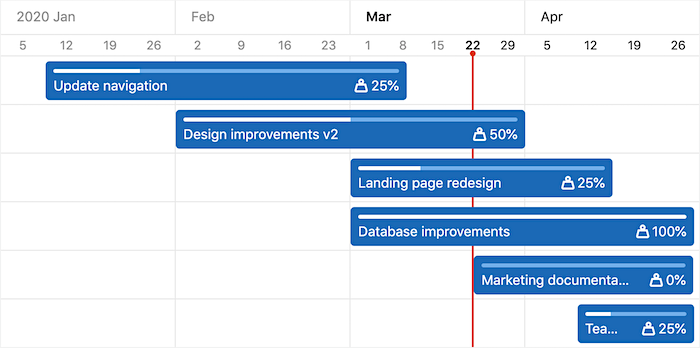 2020 Jan Feb Mar Apr
5 12 19 26 2 9 16 23 1 8 15 22 29 5 12 19 26
Update navigation 25%
Design improvements v2 50%
Landing page redesign 25%
Database improvements 100%
Marketing documenta... 0%
Tea... 25%